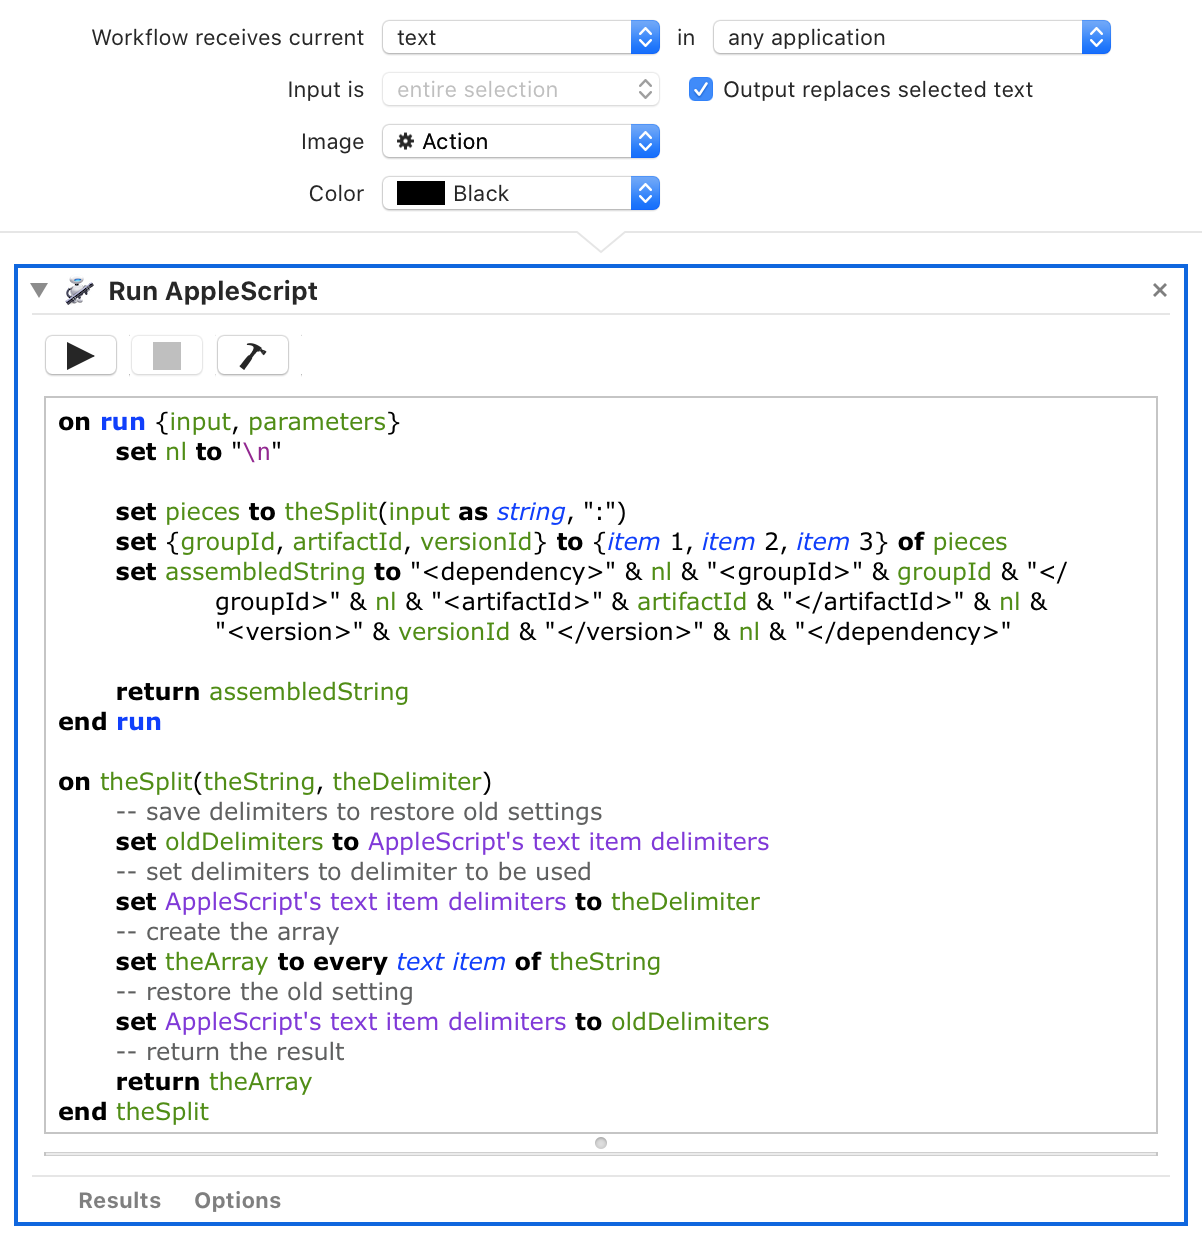 Workflow receives current text in any application
Input is entire selection Output replaces selected text
Image Action
Color Black
Run AppleScript
on run {input, parameters}
set nl to "\n"
set pieces to theSplit(input as string, ":")
set {groupId, artifactId, versionId} to {item 1, item 2, item 3} of pieces
set assembledString to "<dependency>" & nl & "<groupId>" & groupId & "</
groupId>" & nl & "<artifactId>" & artifactId & "</artifactId>" & nl &
"<version>" & versionId & "</version>" & nl & "</dependency>"
return assembledString
end run
on theSplit(theString, theDelimiter)
-- save delimiters to restore old settings
set oldDelimiters to AppleScript's text item delimiters
-- set delimiters to delimiter to be used
set AppleScript's text item delimiters to theDelimiter
-- create the array
set theArray to every text item of theString
-- restore the old setting
set AppleScript's text item delimiters to oldDelimiters
-- return the result
return theArray
end theSplit
Results Options